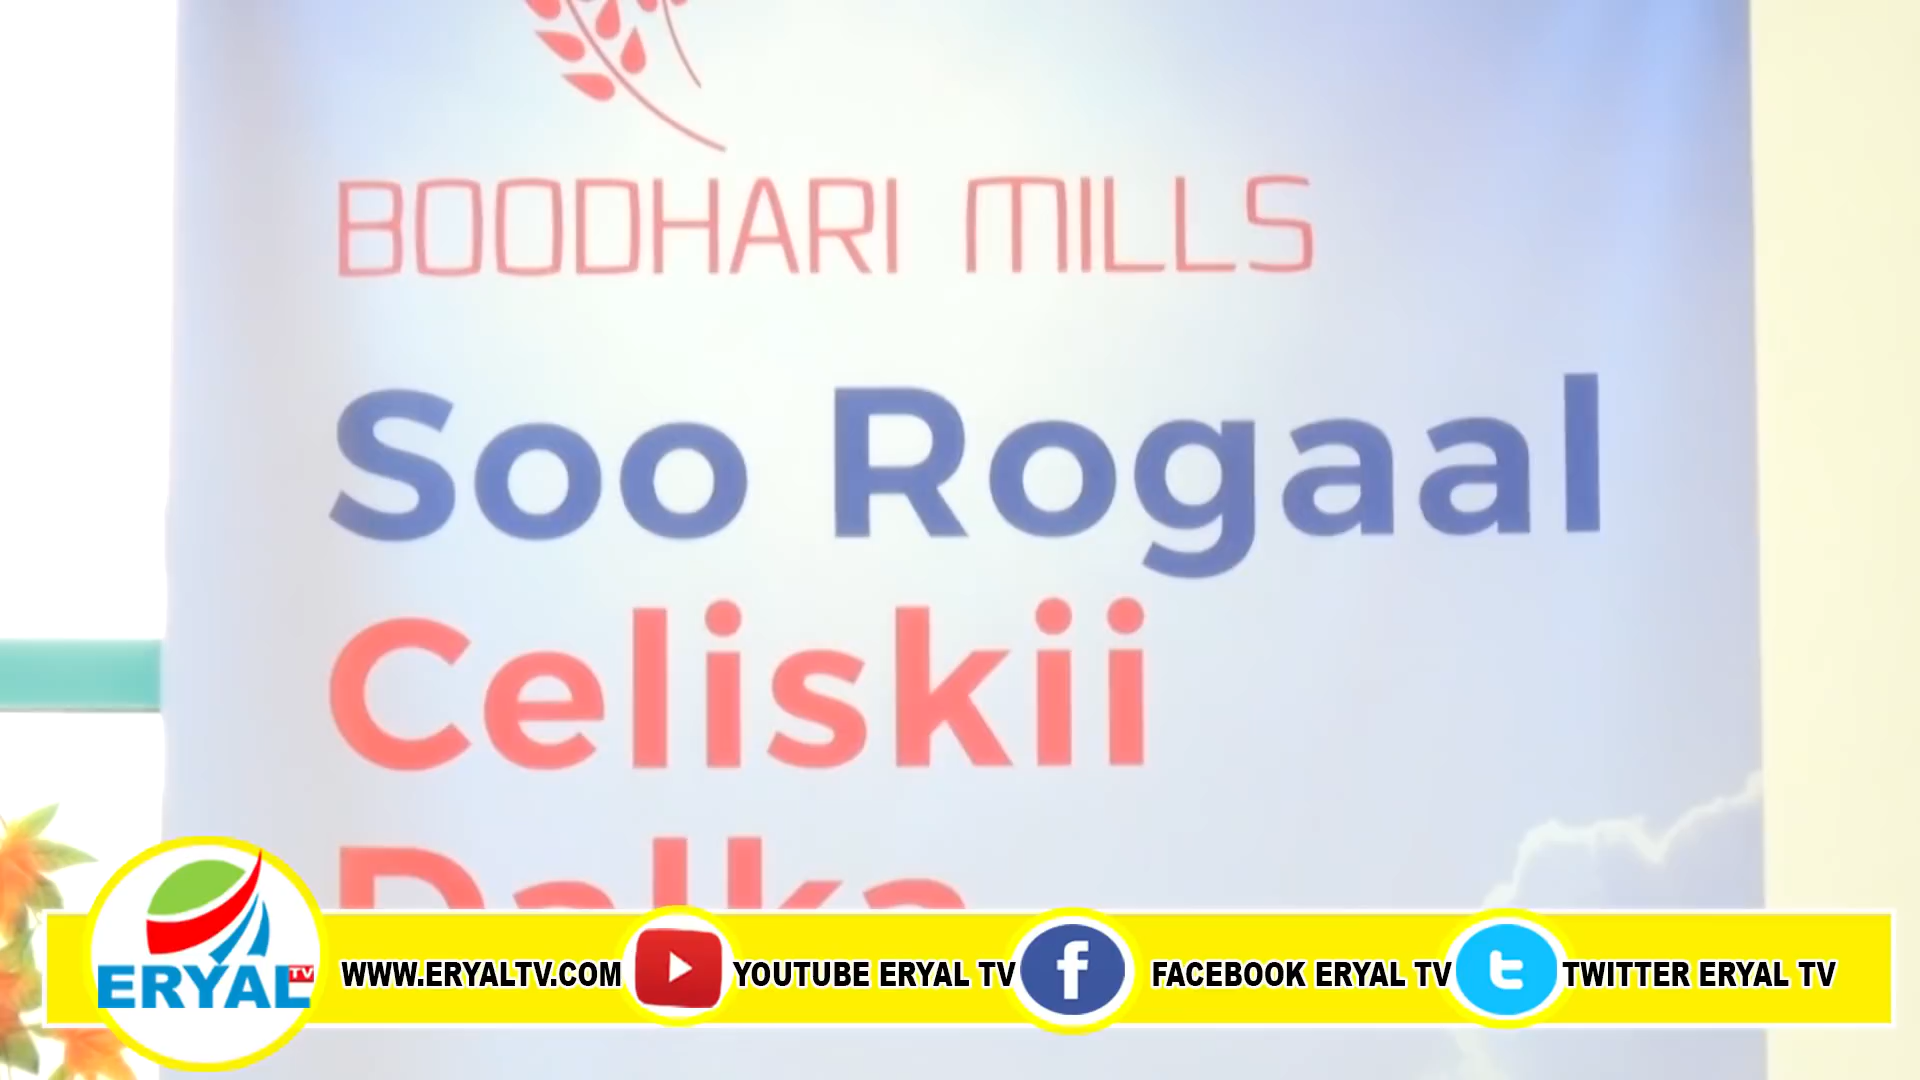 BOODHARI MILLS
Soo Rogaal
Celiskii
Dalka
ERYAL TV
WWW.ERYALTV.COM YOUTUBE ERYAL TV FACEBOOK ERYAL TV TWITTER ERYAL TV